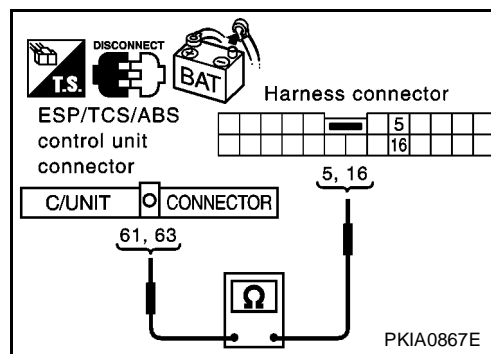 T.S.
DISCONNECT
BAT
ESP/TCS/ABS
control unit
connector
Harness connector
5
16
5, 16
C/UNIT
CONNECTOR
61, 63
Ω
PKIA0867E